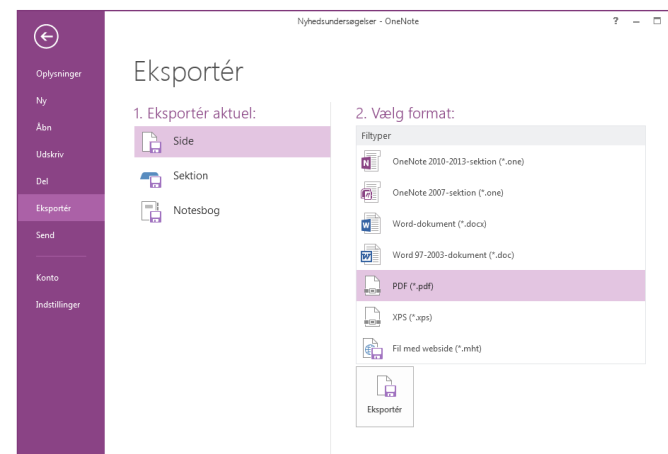 Nyhedsundersøgelser - OneNote
?
Oplysninger
Ny
Åbn
Udskriv
Del
Eksportér
Send
Konto
Indstillinger
Eksportér
1. Eksportér aktuel:
Side
Sektion
Notesbog
2. Vælg format:
Filtyper
OneNote 2010-2013-sektion (*.one)
OneNote 2007-sektion (*.one)
Word-dokument (*.docx)
Word 97-2003-dokument (*.doc)
PDF (*.pdf)
XPS (*.xps)
Fil med webside (*.mht)
Eksportér